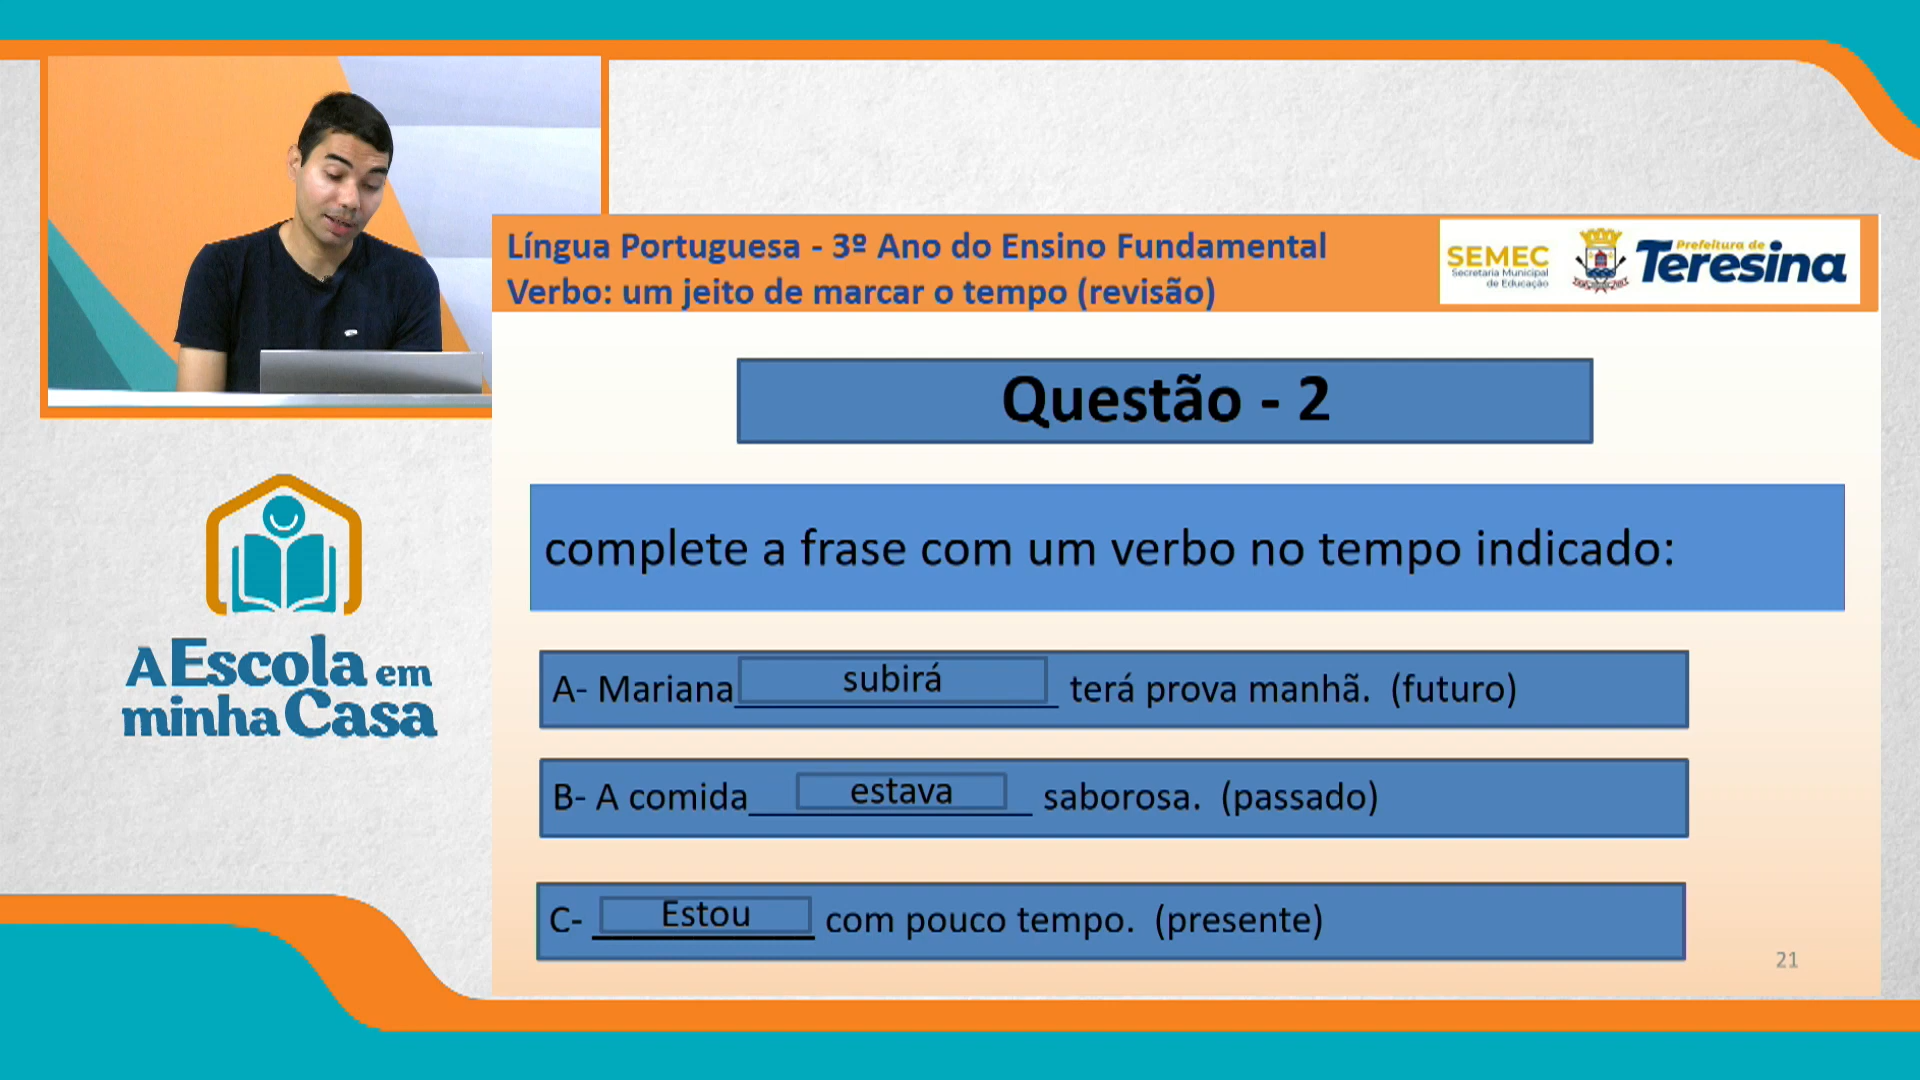 Língua Portuguesa - 3º Ano do Ensino Fundamental
Verbo: um jeito de marcar o tempo (revisão)
SEMEC
Secretaria Municipal
de Educação
Prefeitura de
Teresina
Questão - 2
complete a frase com um verbo no tempo indicado:
A- Mariana subirá terá prova manhã. (futuro)
B- A comida estava saborosa. (passado)
C- Estou com pouco tempo. (presente)
21
A Escola em
minha Casa